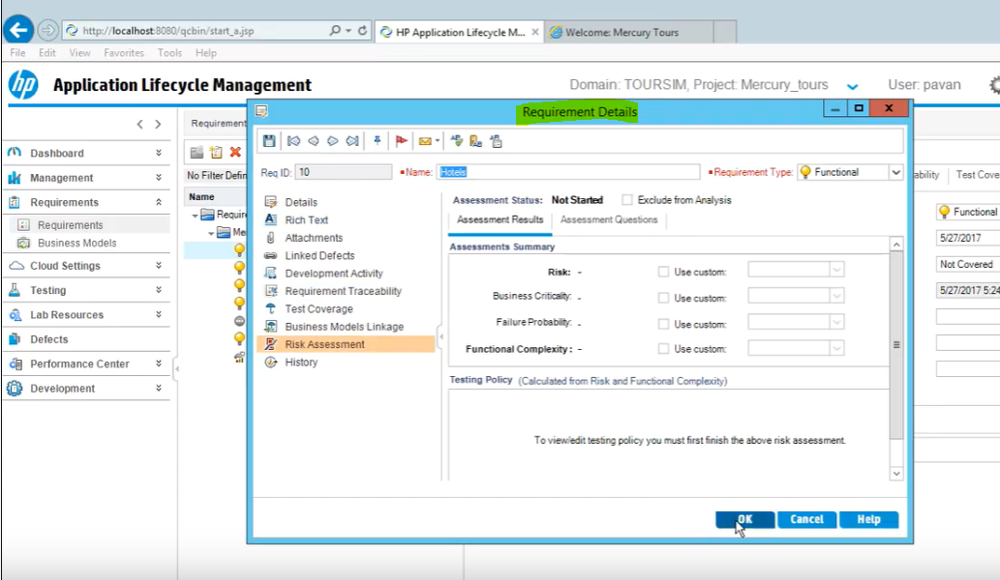 http://localhost:8080/qcbin/start_a.jsp
HP Application Lifecycle M...
Welcome: Mercury Tours
File Edit View Favorites Tools Help
hp
Application Lifecycle Management
Domain: TOURSIM, Project: Mercury_tours
User: pavan
Dashboard
Management
Requirements
Requirements
Business Models
Cloud Settings
Testing
Lab Resources
Defects
Performance Center
Development
Requirement
No Filter Defin
Name
Require
Me
Requirement Details
Req ID: 10
Name: Hotels
Requirement Type: Functional
Details
Rich Text
Attachments
Linked Defects
Development Activity
Requirement Traceability
Test Coverage
Business Models Linkage
Risk Assessment
History
Assessment Status: Not Started
Exclude from Analysis
Assessment Results
Assessment Questions
Assessments Summary
Risk: - Use custom:
Business Criticality: - Use custom:
Failure Probability: - Use custom:
Functional Complexity: - Use custom:
Testing Policy (Calculated from Risk and Functional Complexity)
To view/edit testing policy you must first finish the above risk assessment.
OK Cancel Help
ability
Test Cove
Functional
5/27/2017
Not Covered
5/27/2017 5:24